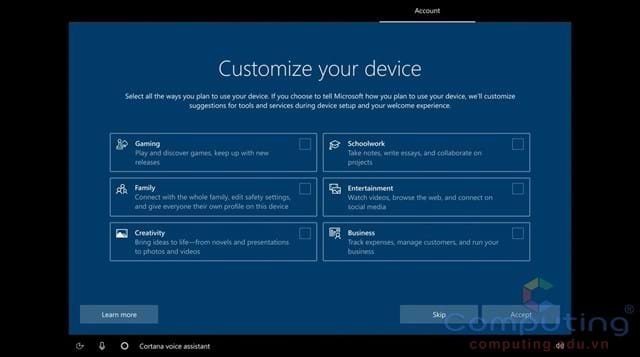 Account
Customize your device
Select all the ways you plan to use your device. If you choose to tell Microsoft how you plan to use your device, we'll customize
suggestions for tools and services during device setup and your welcome experience.
Gaming
Play and discover games, keep up with new
releases
Schoolwork
Take notes, write essays, and collaborate on
projects
Family
Connect with the whole family, edit safety settings,
and give everyone their own profile on this device
Entertainment
Watch videos, browse the web, and connect on
social media
Creativity
Bring ideas to life—from novels and presentations
to photos and videos
Business
Track expenses, manage customers, and run your
business
Learn more
Skip
Accept
Computing®
computing.edu.vn
Cortana voice assistant